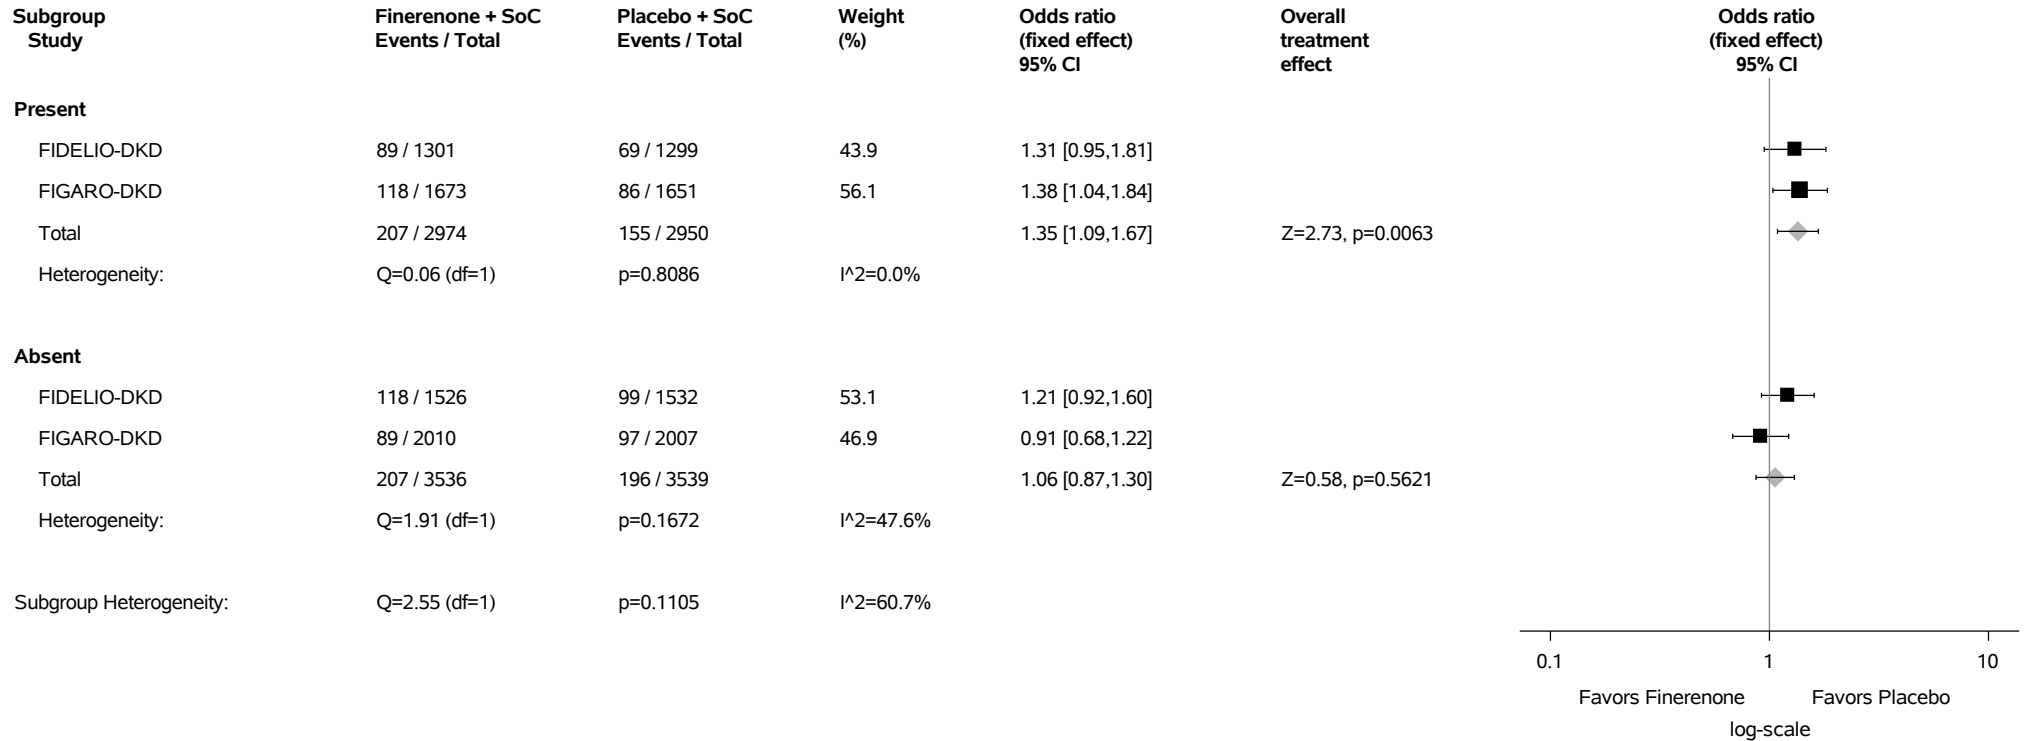 Subgroup Finerenone + SoC Placebo + SoC Weight Odds ratio Overall Odds ratio
Study Events / Total Events / Total (%) (fixed effect) treatment (fixed effect)
95% CI effect 95% CI
Present
FIDELIO-DKD 89 / 1301 69 / 1299 43.9 1.31 [0.95,1.81]
FIGARO-DKD 118 / 1673 86 / 1651 56.1 1.38 [1.04,1.84]
Total 207 / 2974 155 / 2950 1.35 [1.09,1.67] Z=2.73, p=0.0063
Heterogeneity: Q=0.06 (df=1) p=0.8086 I^2=0.0%
Absent
FIDELIO-DKD 118 / 1526 99 / 1532 53.1 1.21 [0.92,1.60]
FIGARO-DKD 89 / 2010 97 / 2007 46.9 0.91 [0.68,1.22]
Total 207 / 3536 196 / 3539 1.06 [0.87,1.30] Z=0.58, p=0.5621
Heterogeneity: Q=1.91 (df=1) p=0.1672 I^2=47.6%
Subgroup Heterogeneity: Q=2.55 (df=1) p=0.1105 I^2=60.7%
0.1 1 10
Favors Finerenone Favors Placebo
log-scale